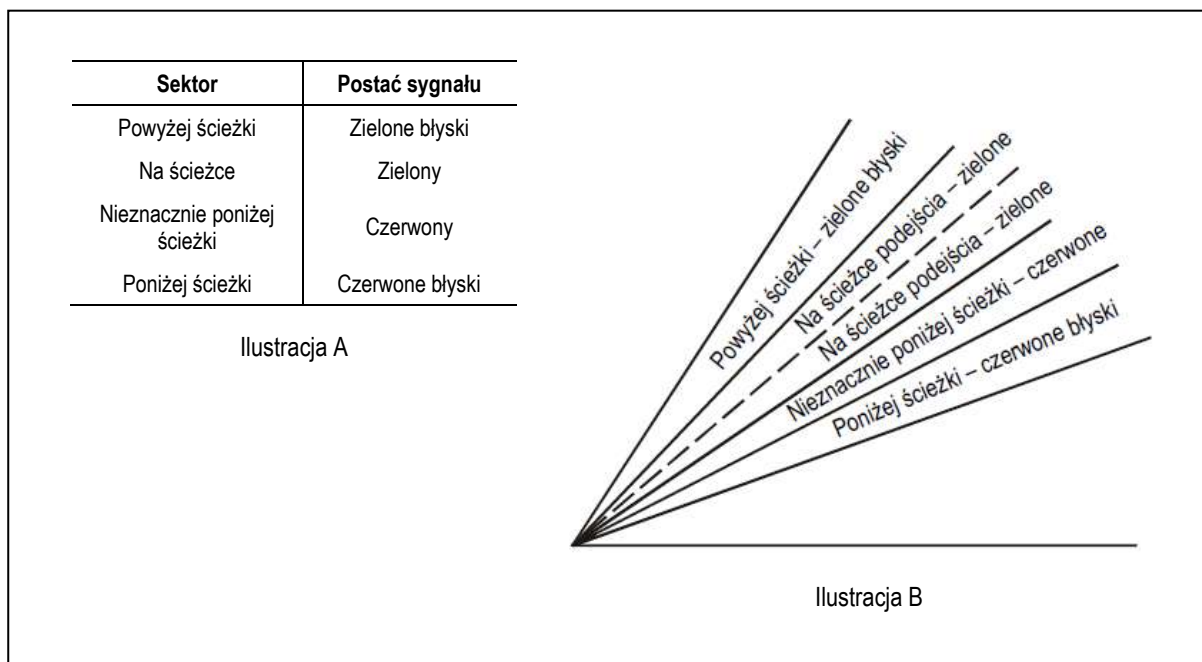 Sektor Postać sygnału
Powyżej ścieżki Zielone błyski
Na ścieżce Zielony
Nieznacznie poniżej
ścieżki Czerwony
Poniżej ścieżki Czerwone błyski
Ilustracja A
Powyżej ścieżki – zielone błyski
Na ścieżce podejścia – zielone
Na ścieżce podejścia – zielone
Nieznacznie poniżej ścieżki – czerwone
Poniżej ścieżki – czerwone błyski
Ilustracja B